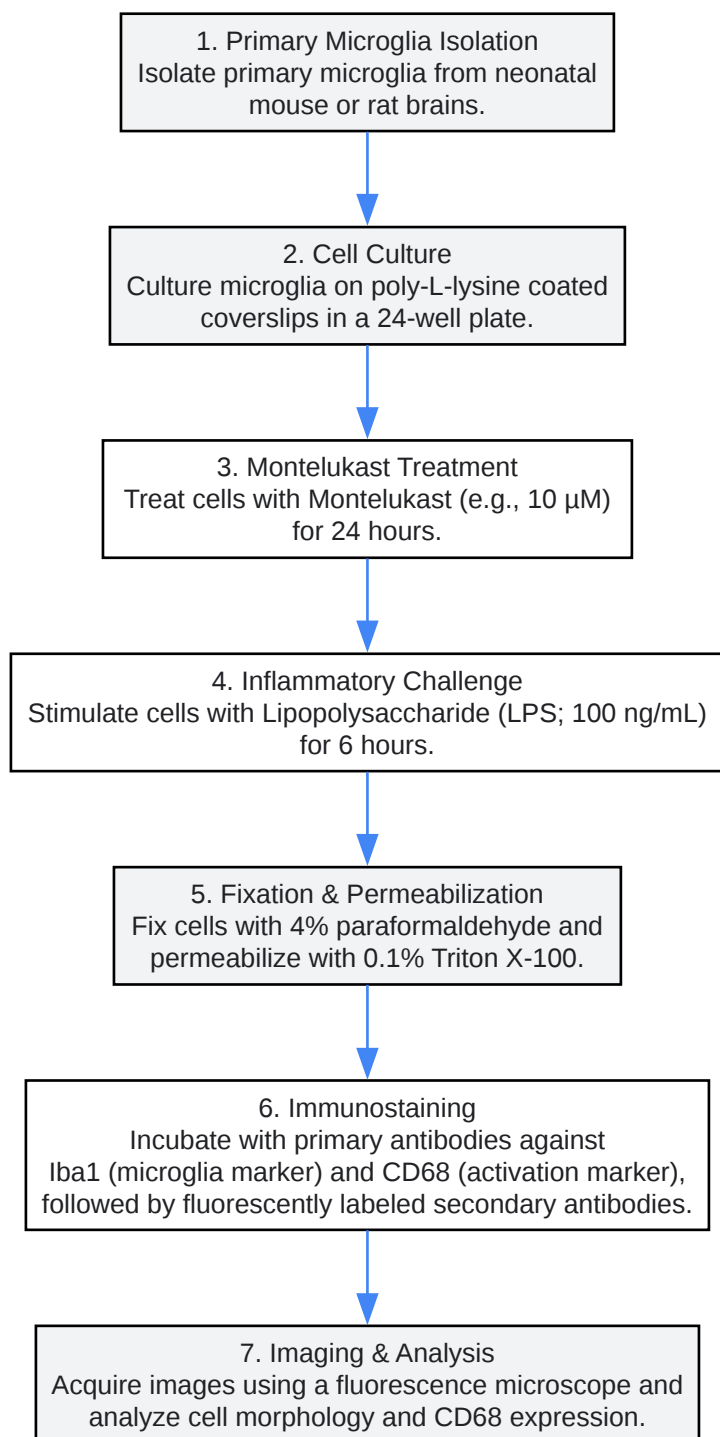 1. Primary Microglia Isolation
Isolate primary microglia from neonatal
mouse or rat brains.
2. Cell Culture
Culture microglia on poly-L-lysine coated
coverslips in a 24-well plate.
3. Montelukast Treatment
Treat cells with Montelukast (e.g., 10 µM)
for 24 hours.
4. Inflammatory Challenge
Stimulate cells with Lipopolysaccharide (LPS; 100 ng/mL)
for 6 hours.
5. Fixation & Permeabilization
Fix cells with 4% paraformaldehyde and
permeabilize with 0.1% Triton X-100.
6. Immunostaining
Incubate with primary antibodies against
Iba1 (microglia marker) and CD68 (activation marker),
followed by fluorescently labeled secondary antibodies.
7. Imaging & Analysis
Acquire images using a fluorescence microscope and
analyze cell morphology and CD68 expression.